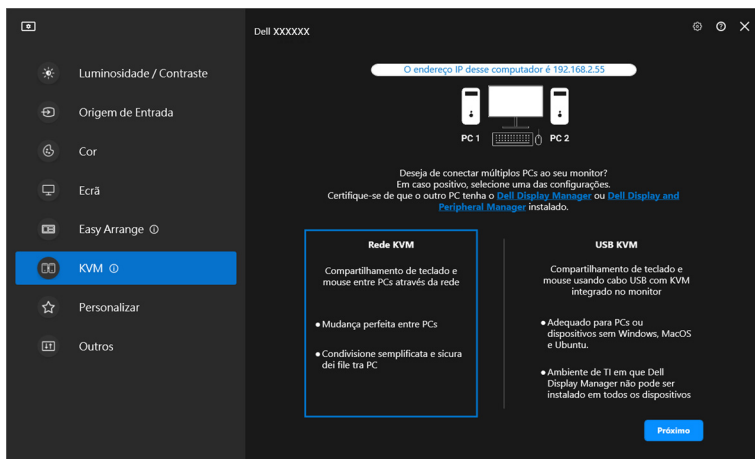 Dell XXXXXX
Luminosidade / Contraste
Origem de Entrada
Cor
Ecrã
Easy Arrange
KVM
Personalizar
Outros
O endereço IP desse computador é 192.168.2.55
PC 1
PC 2
Deseja de conectar múltiplos PCs ao seu monitor?
Em caso positivo, selecione uma das configurações.
Certifique-se de que o outro PC tenha o Dell Display Manager ou Dell Display and
Peripheral Manager instalado.
Rede KVM
Compartilhamento de teclado e
mouse entre PCs através da rede
● Mudança perfeita entre PCs
● Condivisione semplificata e sicura
dei file tra PC
USB KVM
Compartilhamento de teclado e
mouse usando cabo USB com KVM
integrado no monitor
● Adequado para PCs ou
dispositivos sem Windows, MacOS
e Ubuntu.
● Ambiente de TI em que Dell
Display Manager não pode ser
instalado em todos os dispositivos
Próximo